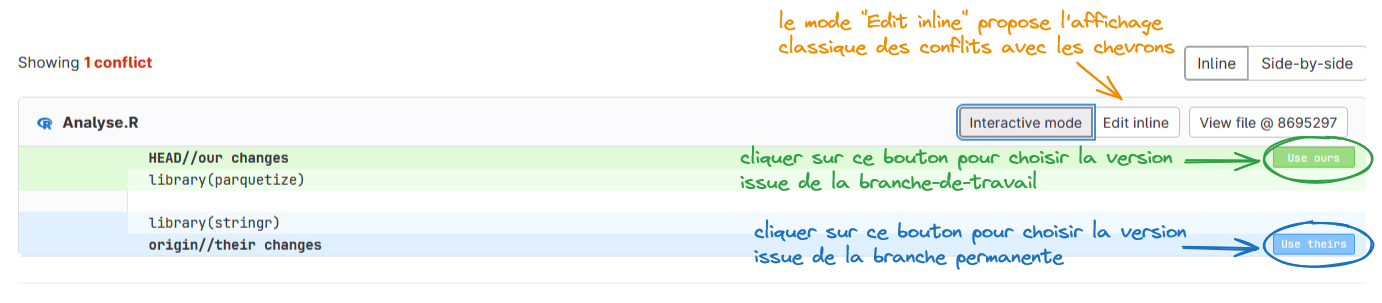 le mode "Edit inline" propose l'affichage
classique des conflits avec les chevrons
Showing 1 conflict
Inline Side-by-side
Analyse.R
Interactive mode Edit inline View file @ 8695297
HEAD//our changes
cliquer sur ce bouton pour choisir la version
Use ours
library(parquetize)
issue de la branche-de-travail
library(stringr)
cliquer sur ce bouton pour choisir la version
origin//their changes
issue de la branche permanente
Use theirs